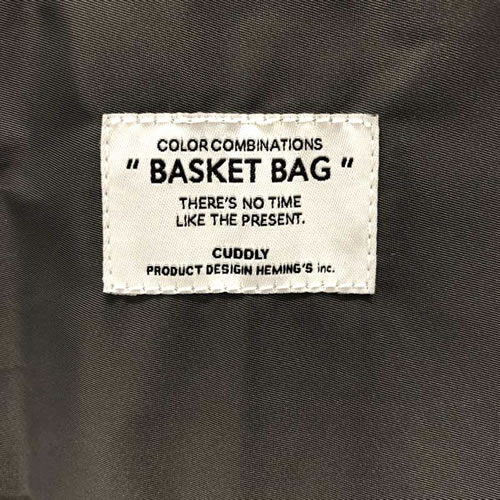 COLOR COMBINATIONS
" BASKET BAG "
THERE'S NO TIME
LIKE THE PRESENT.
CUDDLY
PRODUCT DESIGIN HEMING'S inc.